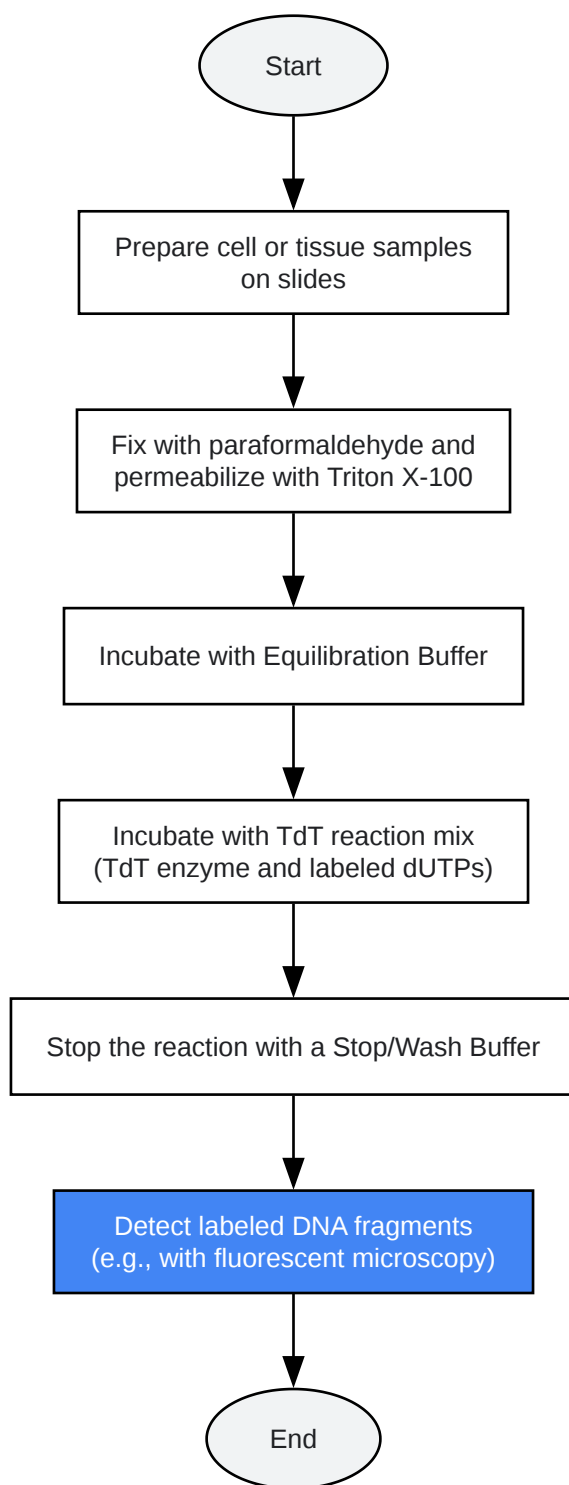 Start
Prepare cell or tissue samples
on slides
Fix with paraformaldehyde and
permeabilize with Triton X-100
Incubate with Equilibration Buffer
Incubate with TdT reaction mix
(TdT enzyme and labeled dUTPs)
Stop the reaction with a Stop/Wash Buffer
Detect labeled DNA fragments
(e.g., with fluorescent microscopy)
End